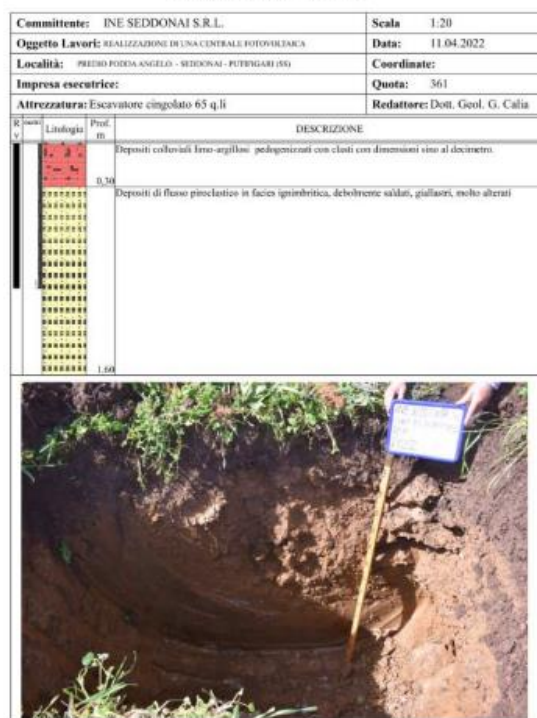 Committente: INE SEDDONAI S.R.L.
Scala 1:20
Oggetto Lavori: REALIZZAZIONE DI UNA CENTRALE FOTOVOLTAICA
Data: 11.04.2022
Località: PREDIO PODDA ANGELO. - SEDDONAI - PUTIFIGARI (SS)
Coordinate:
Impresa esecutrice:
Quota: 361
Attrezzatura: Escavatore cingolato 65 q.li
Redattore: Dott. Geol. G. Calia
R v
metri
Litologia
Prof. m
DESCRIZIONE
Depositi colluviali limo-argillosi pedogenizzati con clasti con dimensioni sino al decimetro.
0,30
Depositi di flusso piroclastico in facies ignimbritica, debolmente saldati, giallastri, molto alterati
1,60